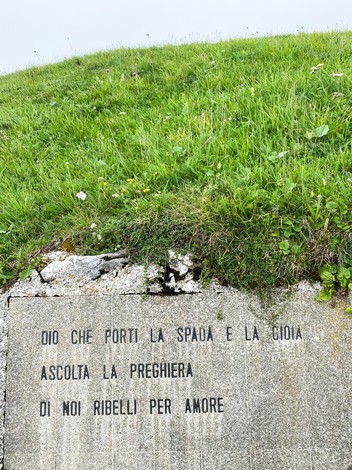 DIO CHE PORTI LA SPADA E LA GIOIA
ASCOLTA LA PREGHIERA
DI NOI RIBELLI PER AMORE